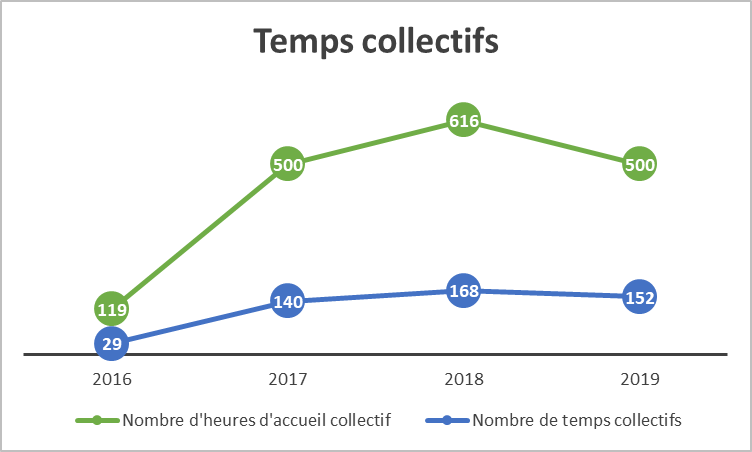 Temps collectifs
616
500
500
119
168
152
140
29
2016 2017 2018 2019
Nombre d'heures d'accueil collectif Nombre de temps collectifs